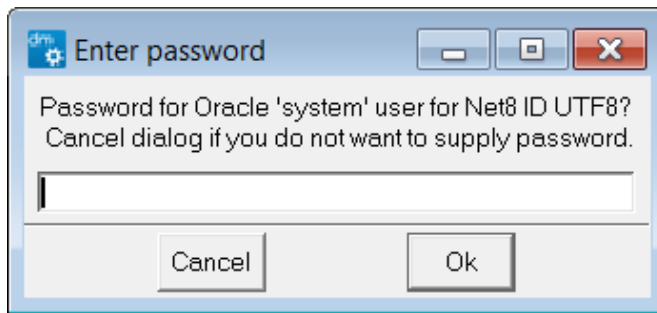 dm
Enter password
Password for Oracle 'system' user for Net8 ID UTF8?
Cancel dialog if you do not want to supply password.
Cancel
Ok